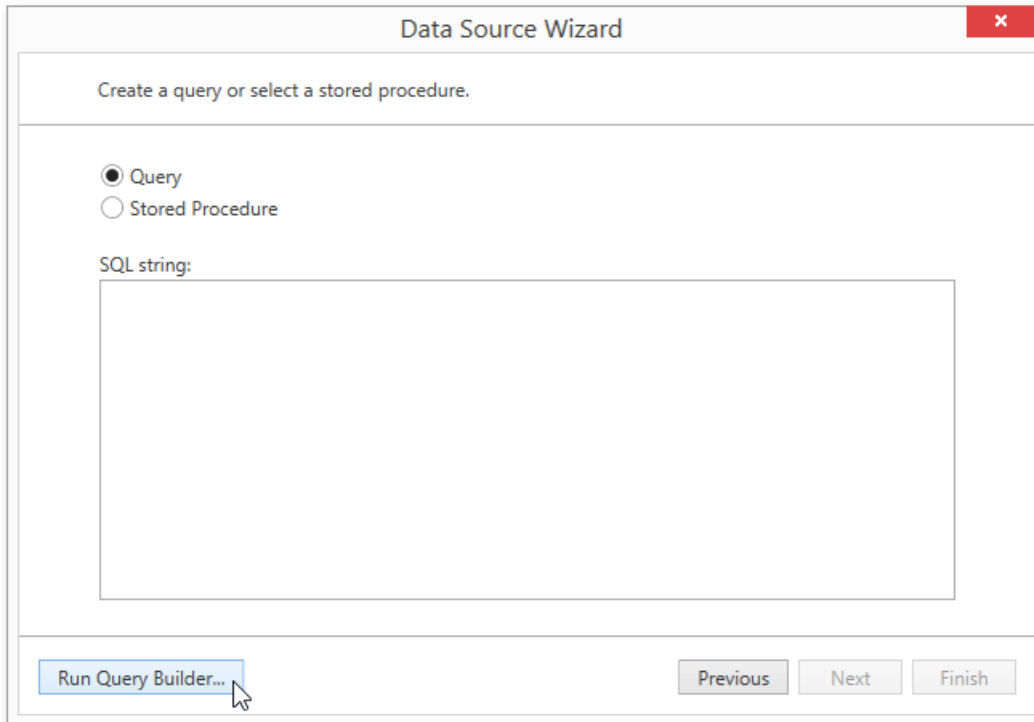 Data Source Wizard
Create a query or select a stored procedure.
Query
Stored Procedure
SQL string:
Run Query Builder...
Previous
Next
Finish